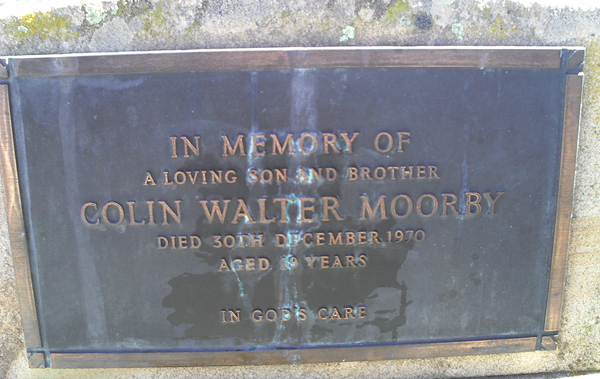 IN MEMORY OF
A LOVING SON AND BROTHER
COLIN WALTER MOORBY
DIED 30TH DECEMBER 1970
AGED 19 YEARS
IN GOD'S CARE